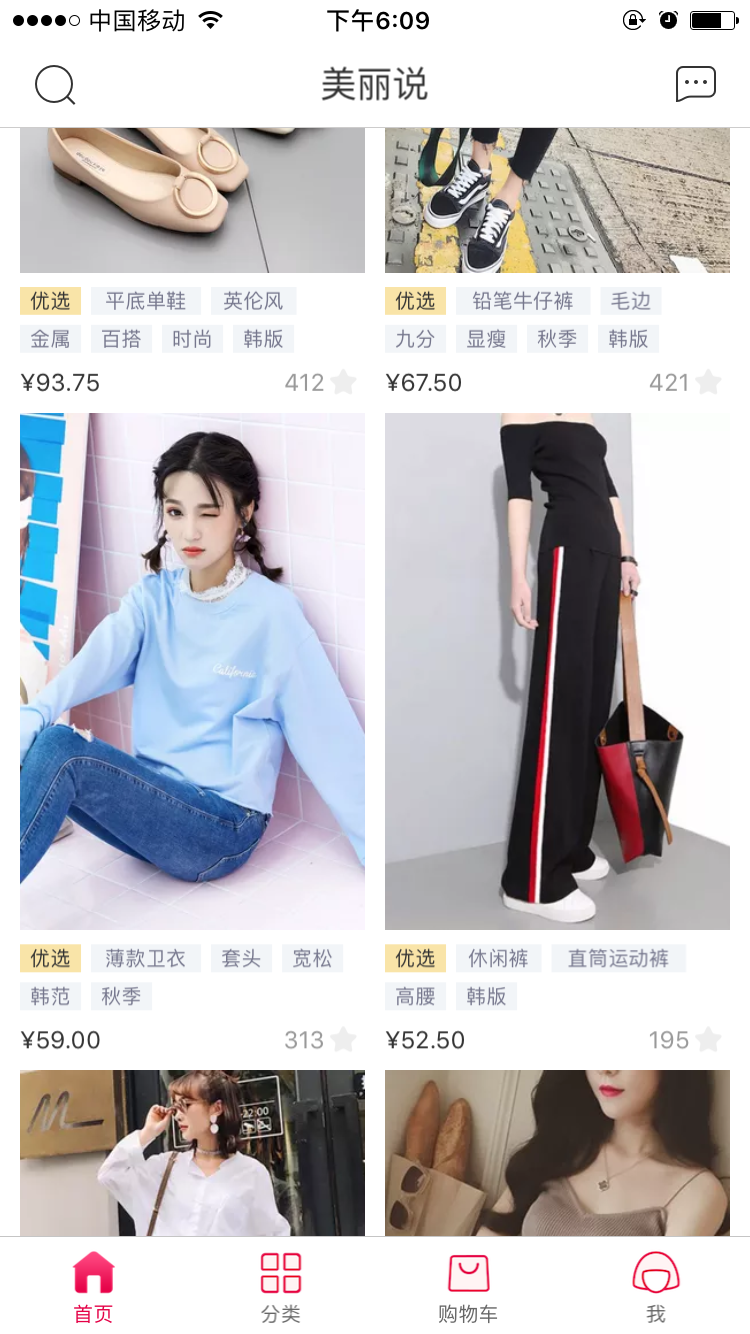 中国移动 下午6:09
美丽说
优选 平底单鞋 英伦风
金属 百搭 时尚 韩版
¥93.75 412
优选 铅笔牛仔裤 毛边
九分 显瘦 秋季 韩版
¥67.50 421
California
优选 薄款卫衣 套头 宽松
韩范 秋季
¥59.00 313
优选 休闲裤 直筒运动裤
高腰 韩版
¥52.50 195
M
-22:00
首页 分类 购物车 我